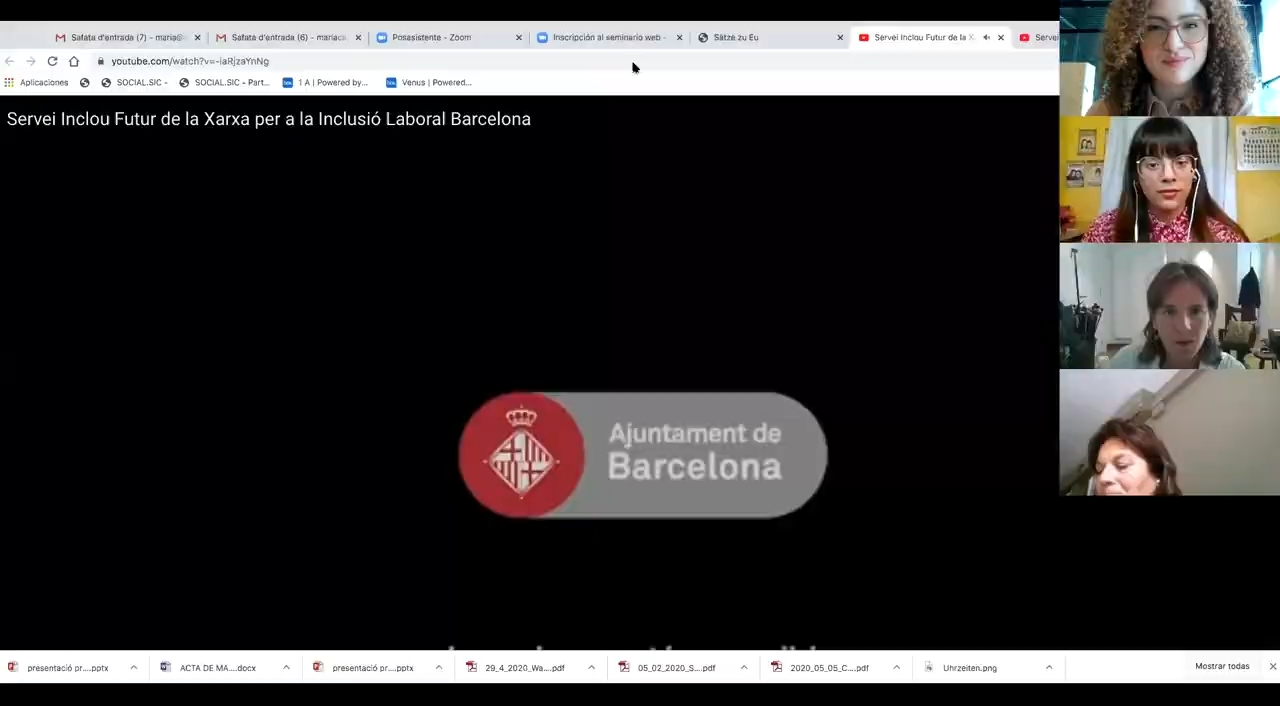 Safata d'entrada (7) - maria@
Safata d'entrada (6) - mariaca
Posasistente - Zoom
Inscripción al seminario web -
Sätze zu Eu
Servei Inclou Futur de la X
Servei
youtube.com/watch?v=-iaRjzaYnNg
Aplicaciones
SOCIAL.SIC -
SOCIAL.SIC - Part...
1 A | Powered by...
Venus | Powered...
Servei Inclou Futur de la Xarxa per a la Inclusió Laboral Barcelona
Ajuntament de
Barcelona
presentació pr....pptx
ACTA DE MA....docx
presentació pr....pptx
29_4_2020_Wa....pdf
05_02_2020_S....pdf
2020_05_05_C....pdf
Uhrzeiten.png
Mostrar todas